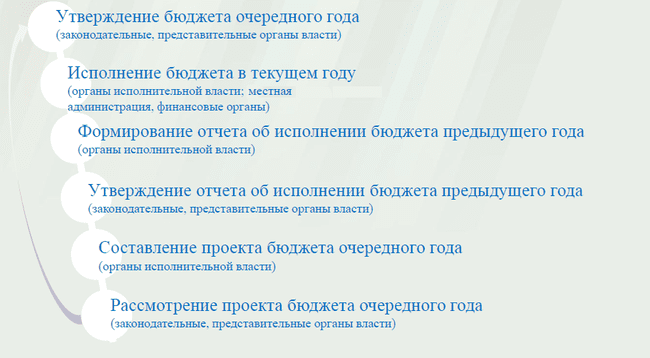 Утверждение бюджета очередного года
(законодательные, представительные органы власти)
Исполнение бюджета в текущем году
(органы исполнительной власти; местная
администрация, финансовые органы)
Формирование отчета об исполнении бюджета предыдущего года
(органы исполнительной власти)
Утверждение отчета об исполнении бюджета предыдущего года
(законодательные, представительные органы власти)
Составление проекта бюджета очередного года
(органы исполнительной власти)
Рассмотрение проекта бюджета очередного года
(законодательные, представительные органы власти)